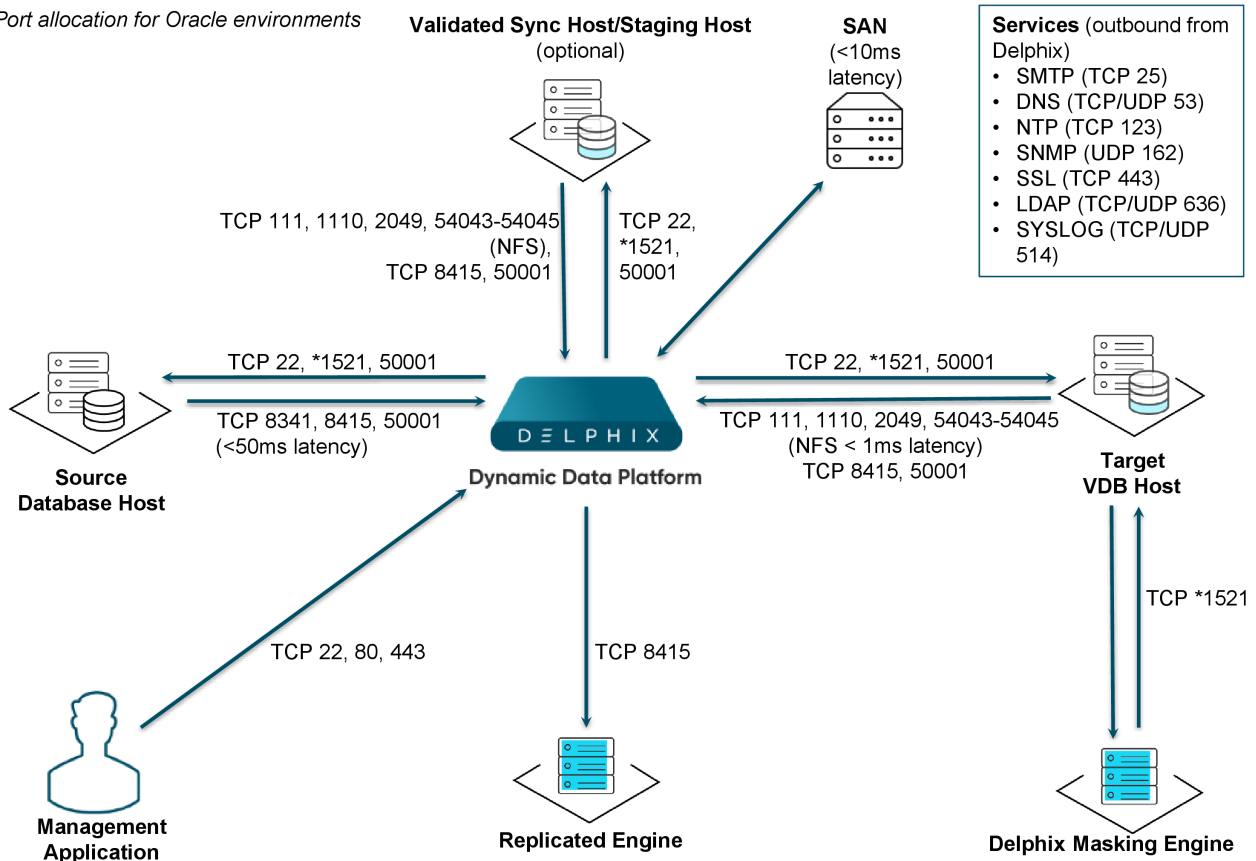 Port allocation for Oracle environments
Validated Sync Host/Staging Host
(optional)
SAN
(<10ms
latency)
Services (outbound from
Delphix)
• SMTP (TCP 25)
• DNS (TCP/UDP 53)
• NTP (TCP 123)
• SNMP (UDP 162)
• SSL (TCP 443)
• LDAP (TCP/UDP 636)
• SYSLOG (TCP/UDP
514)
TCP 111, 1110, 2049, 54043-54045
(NFS),
TCP 8415, 50001
TCP 22,
*1521,
50001
TCP 22, *1521, 50001
TCP 8341, 8415, 50001
(<50ms latency)
Source
Database Host
DELPHIX
Dynamic Data Platform
TCP 22, *1521, 50001
TCP 111, 1110, 2049, 54043-54045
(NFS < 1ms latency)
TCP 8415, 50001
Target
VDB Host
TCP *1521
TCP 22, 80, 443
TCP 8415
Management
Application
Replicated Engine
Delphix Masking Engine